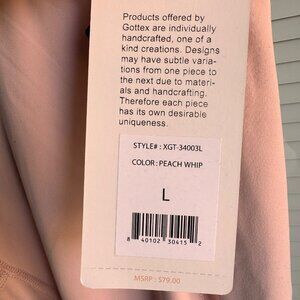 Products offered by
Gottex are individually
handcrafted, one of a
kind creations. Designs
may have subtle varia-
tions from one piece to
the next due to materi-
als and handcrafting.
Therefore each piece
has its own desirable
uniqueness.
STYLE# : XGT-34003L
COLOR : PEACH WHIP
L
8 40102 30415 2
MSRP : $79.00